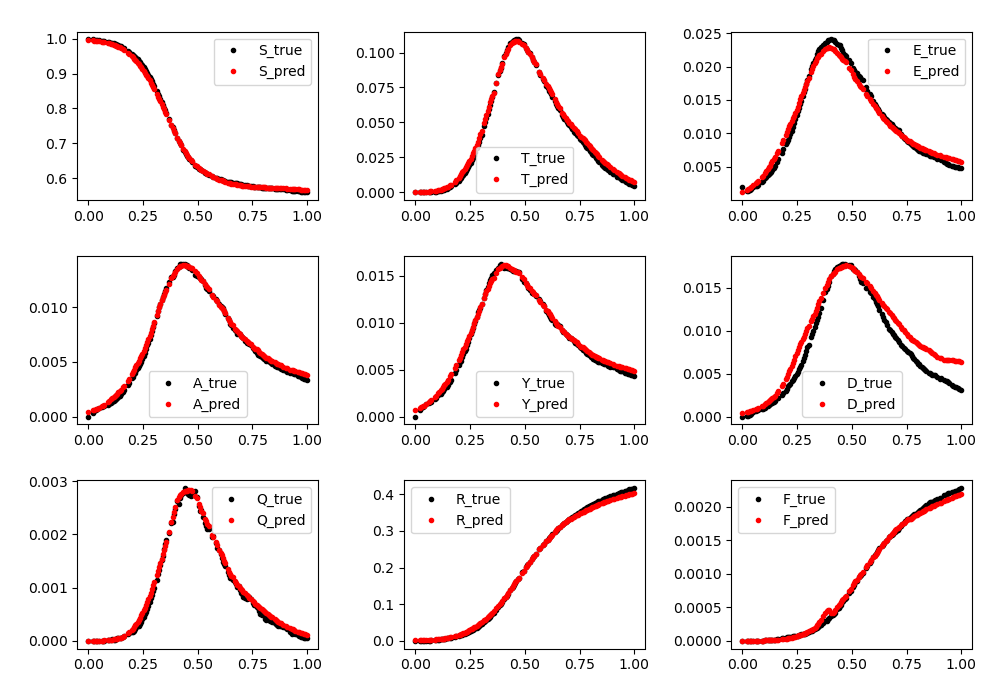 1.0
0.9
0.8
0.7
0.6
S_true
S_pred
0.00 0.25 0.50 0.75 1.00
0.100
0.075
0.050
0.025
0.000
T_true
T_pred
0.00 0.25 0.50 0.75 1.00
0.025
0.020
0.015
0.010
0.005
E_true
E_pred
0.00 0.25 0.50 0.75 1.00
0.010
0.005
0.000
A_true
A_pred
0.00 0.25 0.50 0.75 1.00
0.015
0.010
0.005
0.000
Y_true
Y_pred
0.00 0.25 0.50 0.75 1.00
0.015
0.010
0.005
0.000
D_true
D_pred
0.00 0.25 0.50 0.75 1.00
0.003
0.002
0.001
0.000
Q_true
Q_pred
0.00 0.25 0.50 0.75 1.00
0.4
0.3
0.2
0.1
0.0
R_true
R_pred
0.00 0.25 0.50 0.75 1.00
0.0020
0.0015
0.0010
0.0005
0.0000
F_true
F_pred
0.00 0.25 0.50 0.75 1.00